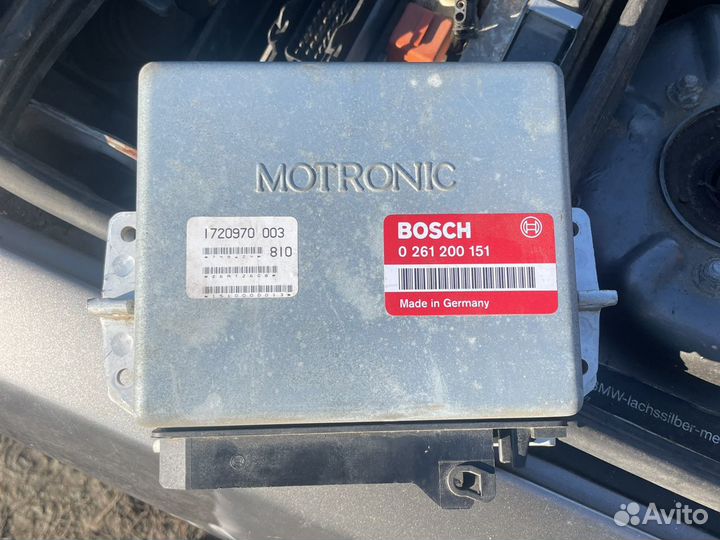 MOTRONIC
1720970 003
810
BOSCH
0 261 200 151
Made in Germany
BMW-lachssilber-me
Avito